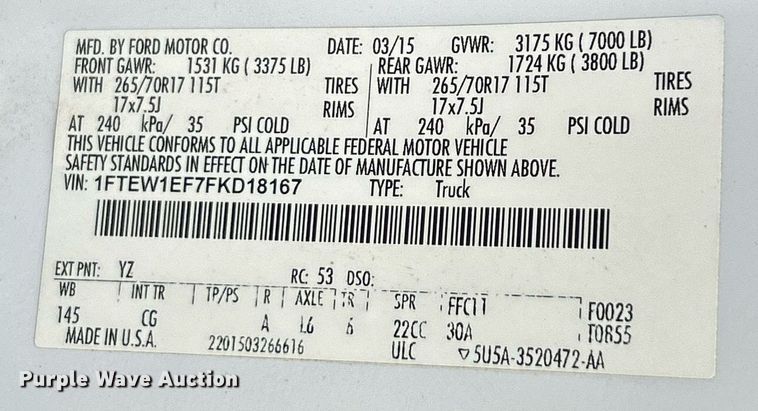 MFD. BY FORD MOTOR CO. DATE: 03/15 GVWR: 3175 KG ( 7000 LB)
FRONT GAWR: 1531 KG ( 3375 LB) REAR GAWR: 1724 KG ( 3800 LB)
WITH 265/70R17 115T TIRES WITH 265/70R17 115T TIRES
17x7.5J RIMS 17x7.5J RIMS
AT 240 kPa/ 35 PSI COLD AT 240 kPa/ 35 PSI COLD
THIS VEHICLE CONFORMS TO ALL APPLICABLE FEDERAL MOTOR VEHICLE
SAFETY STANDARDS IN EFFECT ON THE DATE OF MANUFACTURE SHOWN ABOVE.
VIN: 1FTEW1EF7FKD18167 TYPE: Truck
EXT PNT: YZ RC: 53 DSO:
WB INT TR TP/PS R AXLE TR SPR FFC11 F0023
145 CG A L6 6 22CC 30A T0855
MADE IN U.S.A. 2201503266616 ULC ▽5U5A-3520472-AA
Purple Wave Auction